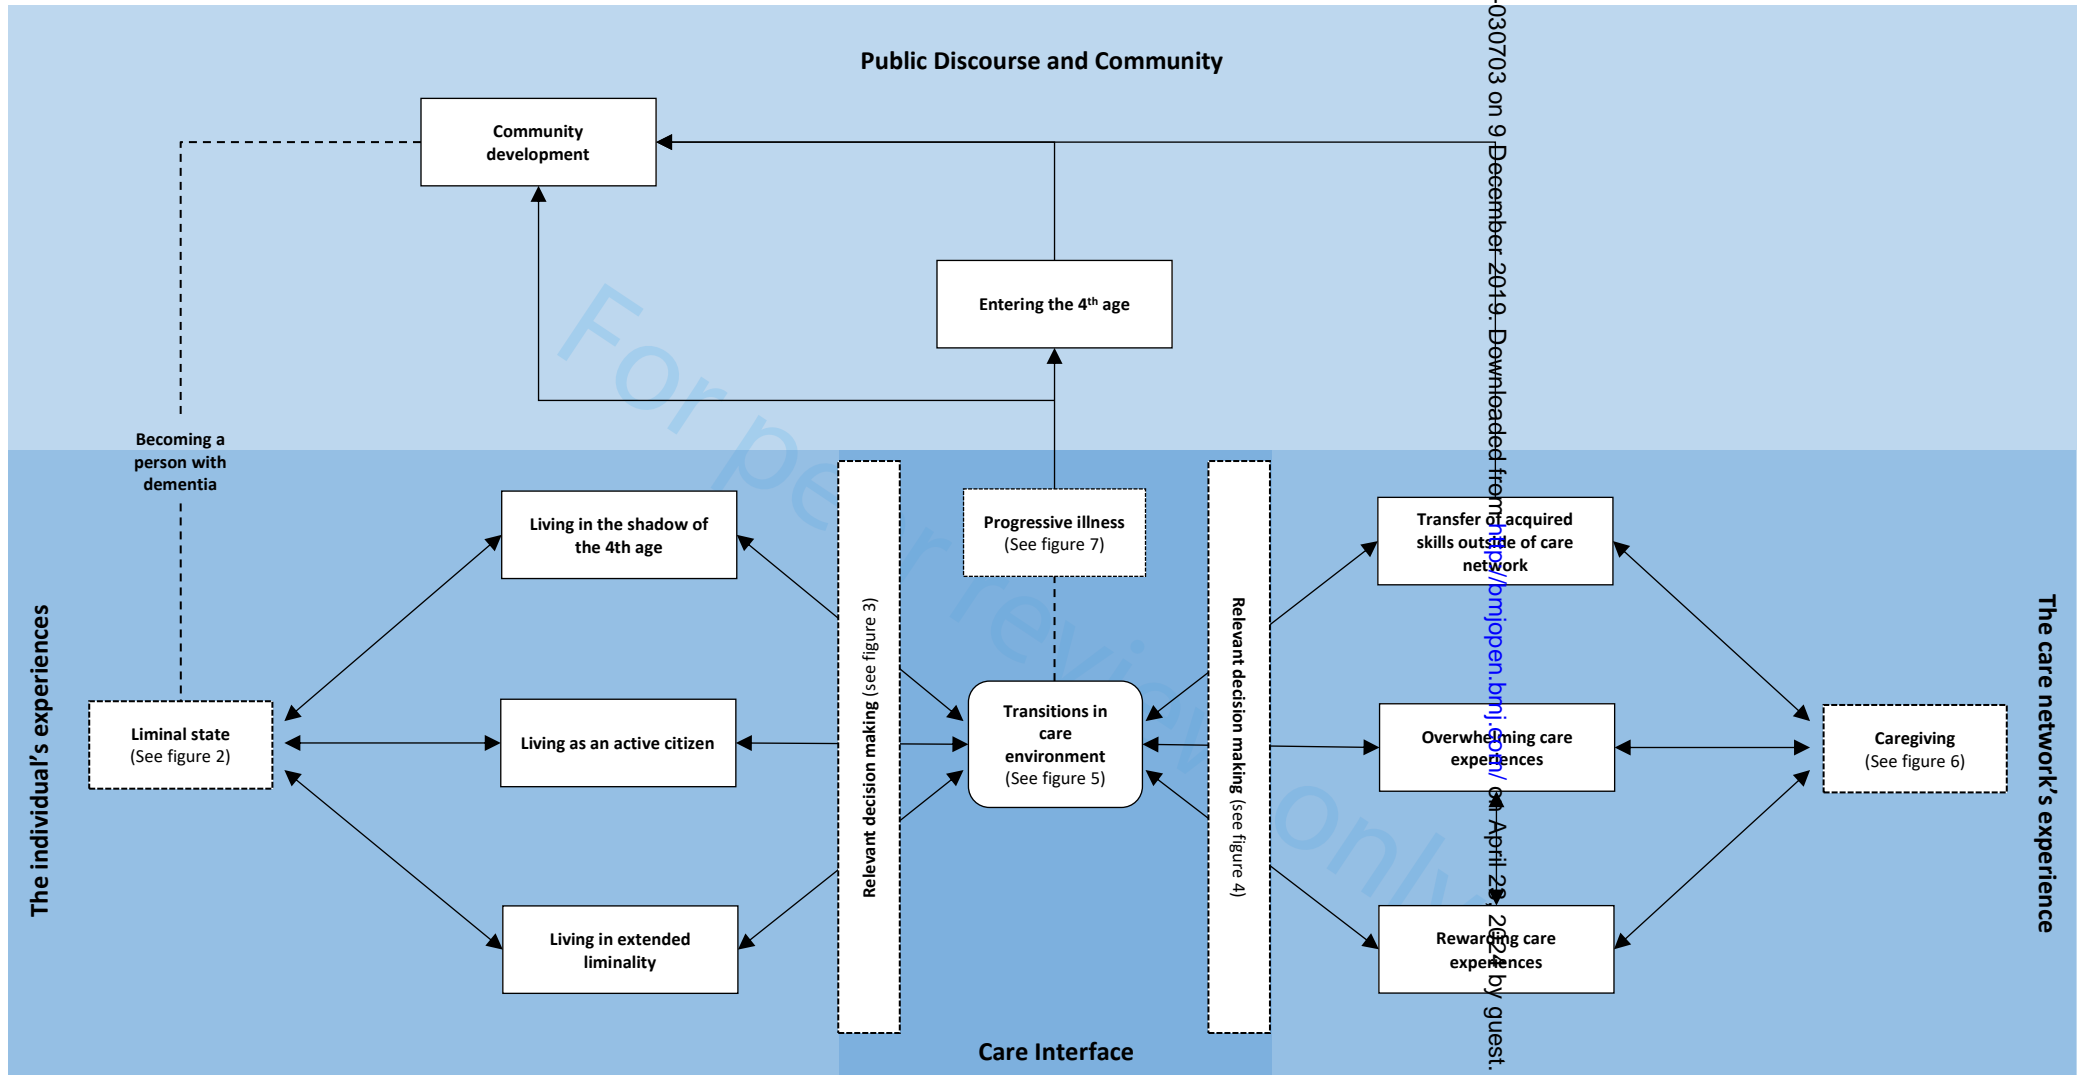 Public Discourse and Community
Community
development
Entering the 4th age
Becoming a
person with
dementia
Living in the shadow of
the 4th age
Progressive illness
(See figure 7)
Transfer of acquired
skills outside of care
network
The individual's experiences
Liminal state
(See figure 2)
Living as an active citizen
Relevant decision making (see figure 3)
Transitions in
care
environment
(See figure 5)
Relevant decision making (see figure 4)
Overwhelming care
experiences
Caregiving
(See figure 6)
The care network's experience
Living in extended
liminality
Rewarding care
experiences
Care Interface
For peer review only
-030703 on 9 December 2019. Downloaded from http://bmjopen.bmj.com/ on April 23, 2024 by guest.